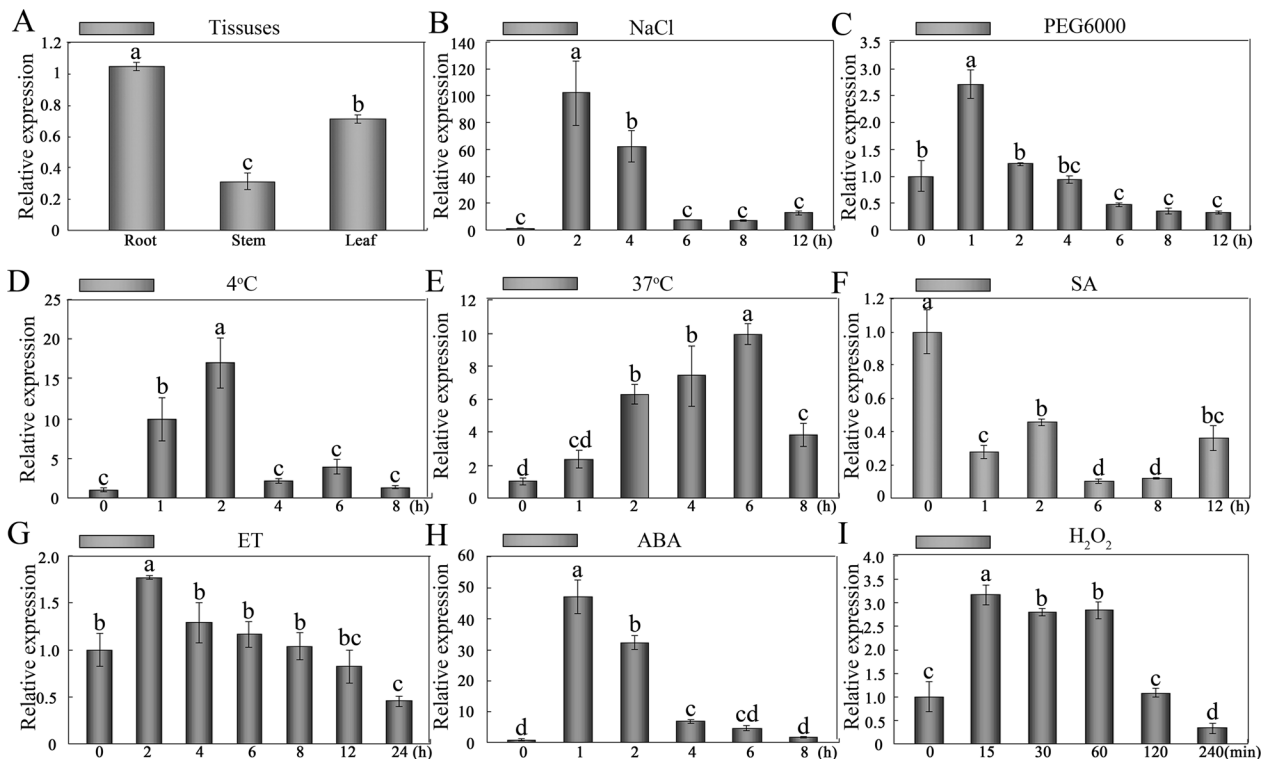 A Tissuses
Relative expression
1.2
1
0.8
0.6
0.4
0.2
0
a
c
b
Root Stem Leaf
B NaCl
Relative expression
140
120
100
80
60
40
20
0
c
a
b
c
c
c
0 2 4 6 8 12 (h)
C PEG6000
Relative expression
3.5
3.0
2.5
2.0
1.5
1.0
0.5
0
b
a
b
bc
c
c
c
0 1 2 4 6 8 12 (h)
D 4°C
Relative expression
25
20
15
10
5
0
c
b
a
c
c
c
0 1 2 4 6 8 (h)
E 37°C
Relative expression
12
10
8
6
4
2
0
d
cd
b
b
a
c
0 1 2 4 6 8 (h)
F SA
Relative expression
1.2
1.0
0.8
0.6
0.4
0.2
0
a
c
b
d
d
bc
0 1 2 6 8 12 (h)
G ET
Relative expression
2.0
1.5
1.0
0.5
0
b
a
b
b
b
bc
c
0 2 4 6 8 12 24 (h)
H ABA
Relative expression
60
50
40
30
20
10
0
d
a
b
c
cd
d
0 1 2 4 6 8 (h)
I H₂O₂
Relative expression
4.0
3.5
3.0
2.5
2.0
1.5
1.0
0.5
0
c
a
b
b
c
d
0 15 30 60 120 240(min)